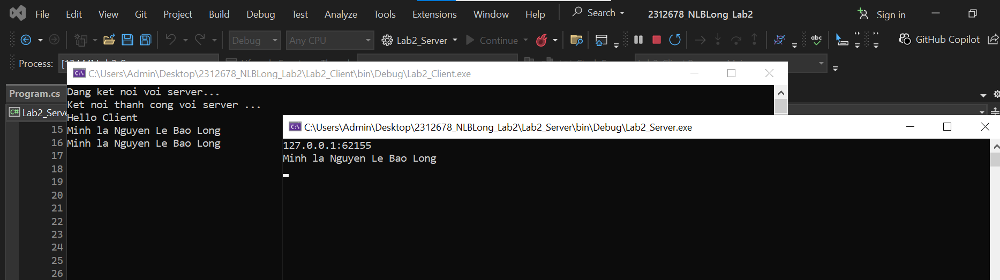 File Edit View Git Project Build Debug Test Analyze Tools Extensions Window Help Search 2312678_NLBLong_Lab2 Sign in
Debug Any CPU Lab2_Server Continue abc GitHub Copilot
Process:
C:\Users\Admin\Desktop\2312678_NLBLong_Lab2\Lab2_Client\bin\Debug\Lab2_Client.exe
Program.cs
Dang ket noi voi server...
Ket noi thanh cong voi server ...
C# Lab2_Serve
Hello Client
Minh la Nguyen Le Bao Long
Minh la Nguyen Le Bao Long
C:\Users\Admin\Desktop\2312678_NLBLong_Lab2\Lab2_Server\bin\Debug\Lab2_Server.exe
127.0.0.1:62155
Minh la Nguyen Le Bao Long
15
16
17
18
19
20
21
22
23
24
25
26